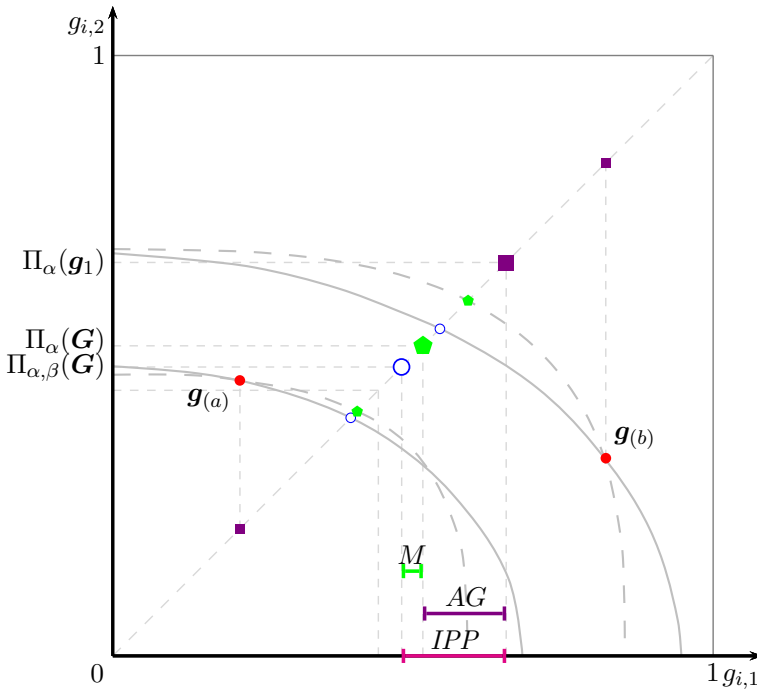 g_{i,2}
1
Π_α(g_1)
Π_α(G)
Π_{α,β}(G)
g_{(a)}
g_{(b)}
M
AG
IPP
0
1 g_{i,1}